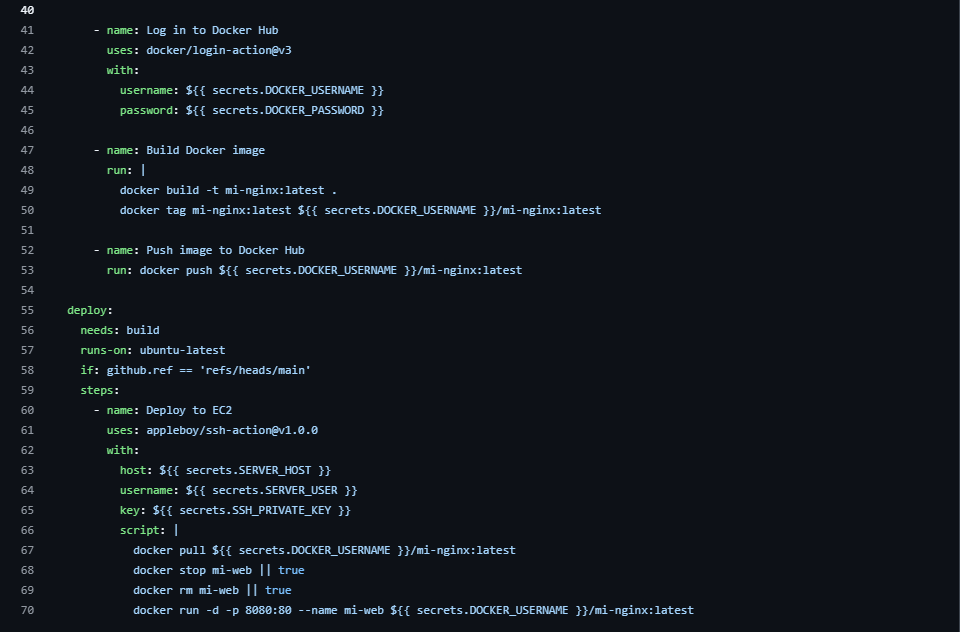 40
41 - name: Log in to Docker Hub
42 uses: docker/login-action@v3
43 with:
44 username: ${{ secrets.DOCKER_USERNAME }}
45 password: ${{ secrets.DOCKER_PASSWORD }}
46
47 - name: Build Docker image
48 run: |
49 docker build -t mi-nginx:latest .
50 docker tag mi-nginx:latest ${{ secrets.DOCKER_USERNAME }}/mi-nginx:latest
51
52 - name: Push image to Docker Hub
53 run: docker push ${{ secrets.DOCKER_USERNAME }}/mi-nginx:latest
54
55 deploy:
56 needs: build
57 runs-on: ubuntu-latest
58 if: github.ref == 'refs/heads/main'
59 steps:
60 - name: Deploy to EC2
61 uses: appleboy/ssh-action@v1.0.0
62 with:
63 host: ${{ secrets.SERVER_HOST }}
64 username: ${{ secrets.SERVER_USER }}
65 key: ${{ secrets.SSH_PRIVATE_KEY }}
66 script: |
67 docker pull ${{ secrets.DOCKER_USERNAME }}/mi-nginx:latest
68 docker stop mi-web || true
69 docker rm mi-web || true
70 docker run -d -p 8080:80 --name mi-web ${{ secrets.DOCKER_USERNAME }}/mi-nginx:latest